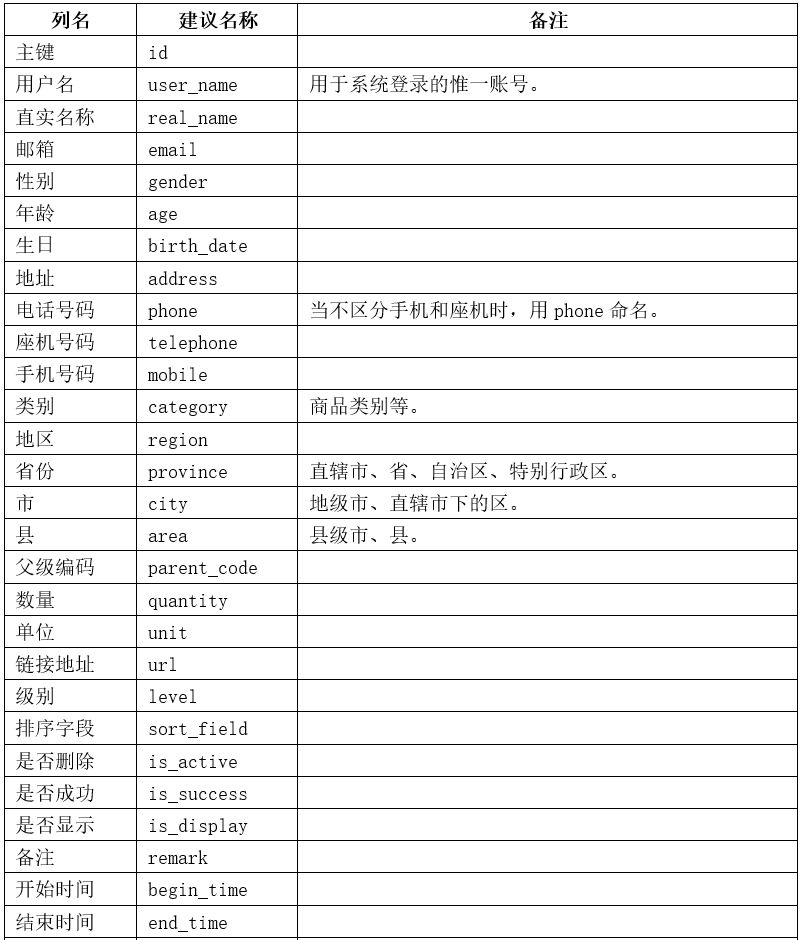 列名 建议名称 备注
主键 id
用户名 user_name 用于系统登录的惟一账号。
直实名称 real_name
邮箱 email
性别 gender
年龄 age
生日 birth_date
地址 address
电话号码 phone 当不区分手机和座机时，用 phone 命名。
座机号码 telephone
手机号码 mobile
类别 category 商品类别等。
地区 region
省份 province 直辖市、省、自治区、特别行政区。
市 city 地级市、直辖市下的区。
县 area 县级市、县。
父级编码 parent_code
数量 quantity
单位 unit
链接地址 url
级别 level
排序字段 sort_field
是否删除 is_active
是否成功 is_success
是否显示 is_display
备注 remark
开始时间 begin_time
结束时间 end_time